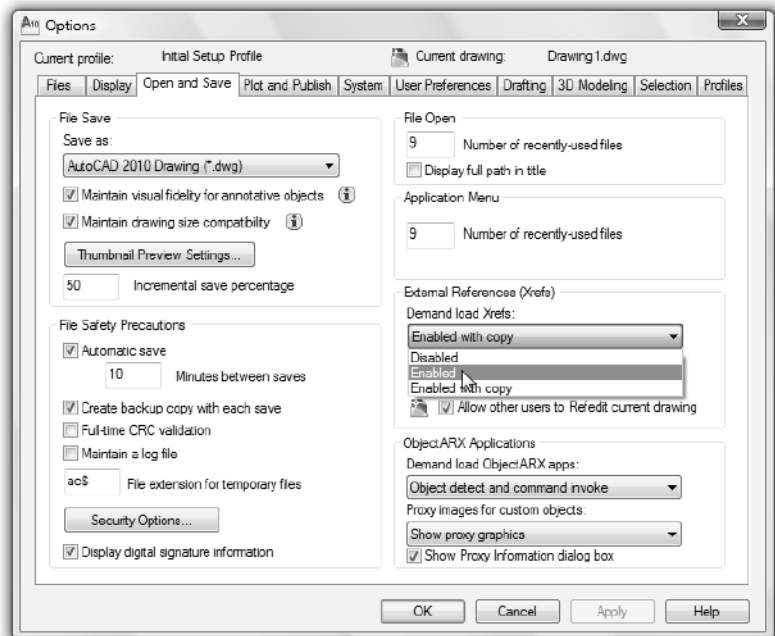 A10 Options
Current profile: Initial Setup Profile Current drawing: Drawing1.dwg
Files Display Open and Save Plot and Publish System User Preferences Drafting 3D Modeling Selection Profiles
File Save
Save as:
AutoCAD 2010 Drawing (*.dwg)
Maintain visual fidelity for annotative objects
Maintain drawing size compatibility
Thumbnail Preview Settings...
50 Incremental save percentage
File Safety Precautions
Automatic save
10 Minutes between saves
Create backup copy with each save
Full-time CRC validation
Maintain a log file
ac$ File extension for temporary files
Security Options...
Display digital signature information
File Open
9 Number of recently-used files
Display full path in title
Application Menu
9 Number of recently-used files
External References (Xrefs)
Demand load Xrefs:
Enabled with copy
Disabled
Enabled
Enabled with copy
Allow other users to Refedit current drawing
ObjectARX Applications
Demand load ObjectARX apps:
Object detect and command invoke
Proxy images for custom objects:
Show proxy graphics
Show Proxy Information dialog box
OK Cancel Apply Help